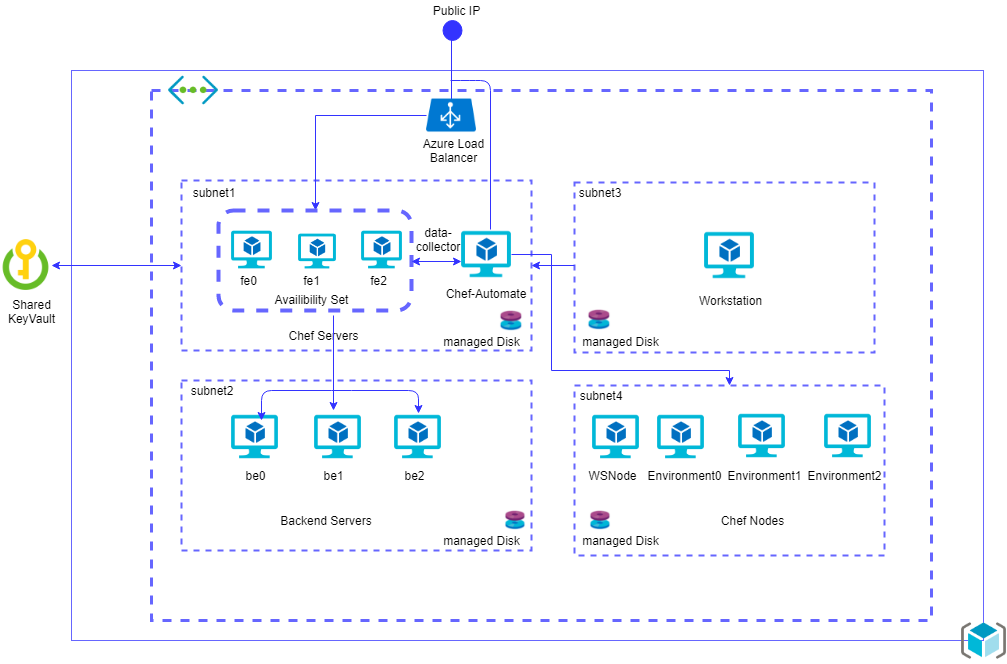 Public IP
Azure Load
Balancer
subnet1
fe0
fe1
fe2
Availibility Set
data-
collector
Chef-Automate
Chef Servers
managed Disk
subnet3
Workstation
managed Disk
Shared
KeyVault
subnet2
be0
be1
be2
Backend Servers
managed Disk
subnet4
WSNode
Environment0
Environment1
Environment2
Chef Nodes
managed Disk